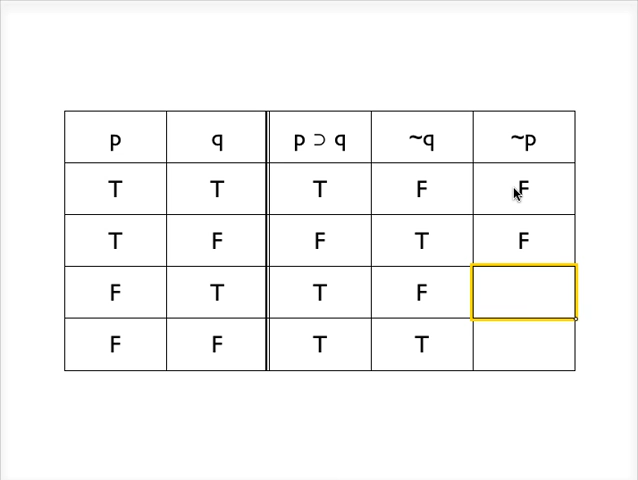 p q p ⊃ q ~q ~p
T T T F F
T F F T F
F T T F
F F T T